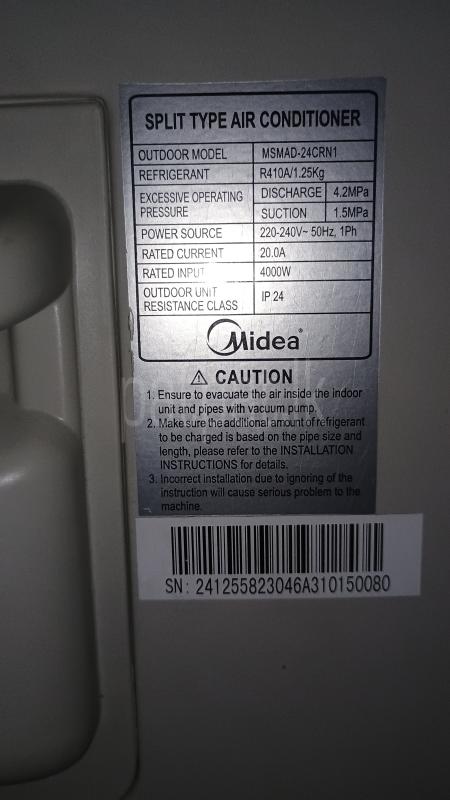 SPLIT TYPE AIR CONDITIONER
OUTDOOR MODEL MSMAD-24CRN1
REFRIGERANT R410A/1.25Kg
EXCESSIVE OPERATING PRESSURE DISCHARGE 4.2MPa
SUCTION 1.5MPa
POWER SOURCE 220-240V~ 50Hz, 1Ph
RATED CURRENT 20.0A
RATED INPUT 4000W
OUTDOOR UNIT RESISTANCE CLASS IP 24
Midea
CAUTION
1. Ensure to evacuate the air inside the indoor
unit and pipes with vacuum pump.
2. Make sure the additional amount of refrigerant
to be charged is based on the pipe size and
length, please refer to the INSTALLATION
INSTRUCTIONS for details.
3. Incorrect installation due to ignoring of the
instruction will cause serious problem to the
machine.
SN: 241255823046A310150080